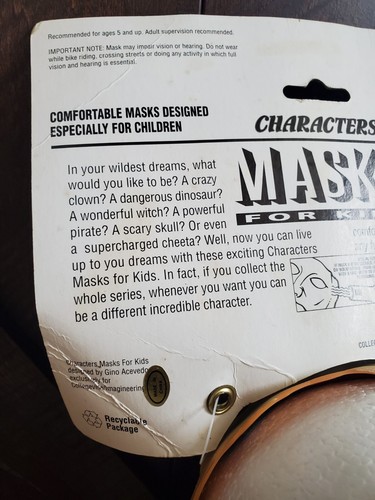 Recommended for ages 5 and up. Adult supervision recommended.
IMPORTANT NOTE: Mask may impair vision or hearing. Do not wear
while bike riding, crossing streets or doing any activity in which full
vision and hearing is essential.
COMFORTABLE MASKS DESIGNED
ESPECIALLY FOR CHILDREN
CHARACTERS
MASK
FOR KI
In your wildest dreams, what
would you like to be? A crazy
clown? A dangerous dinosaur?
A wonderful witch? A powerful
pirate? A scary skull? Or even
a supercharged cheeta? Well, now you can live
up to you dreams with these exciting Characters
Masks for Kids. In fact, if you collect the
whole series, whenever you want you can
be a different incredible character.
COLLE
Characters Masks For Kids
designed by Gino Acevedo
exclusively for
Collegeville/Imagineering
Recyclable
Package